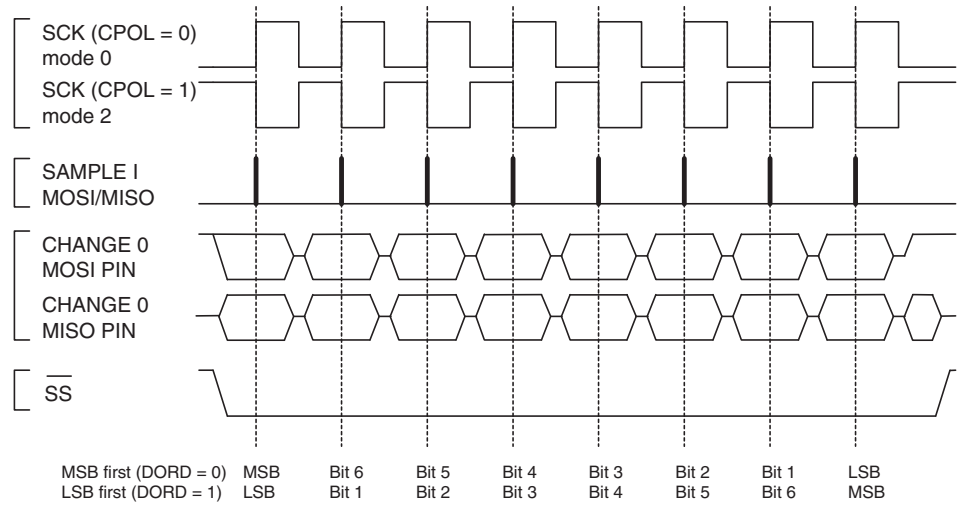 SCK (CPOL = 0)
mode 0
SCK (CPOL = 1)
mode 2
SAMPLE I
MOSI/MISO
CHANGE 0
MOSI PIN
CHANGE 0
MISO PIN
SS
MSB first (DORD = 0) MSB Bit 6 Bit 5 Bit 4 Bit 3 Bit 2 Bit 1 LSB
LSB first (DORD = 1) LSB Bit 1 Bit 2 Bit 3 Bit 4 Bit 5 Bit 6 MSB